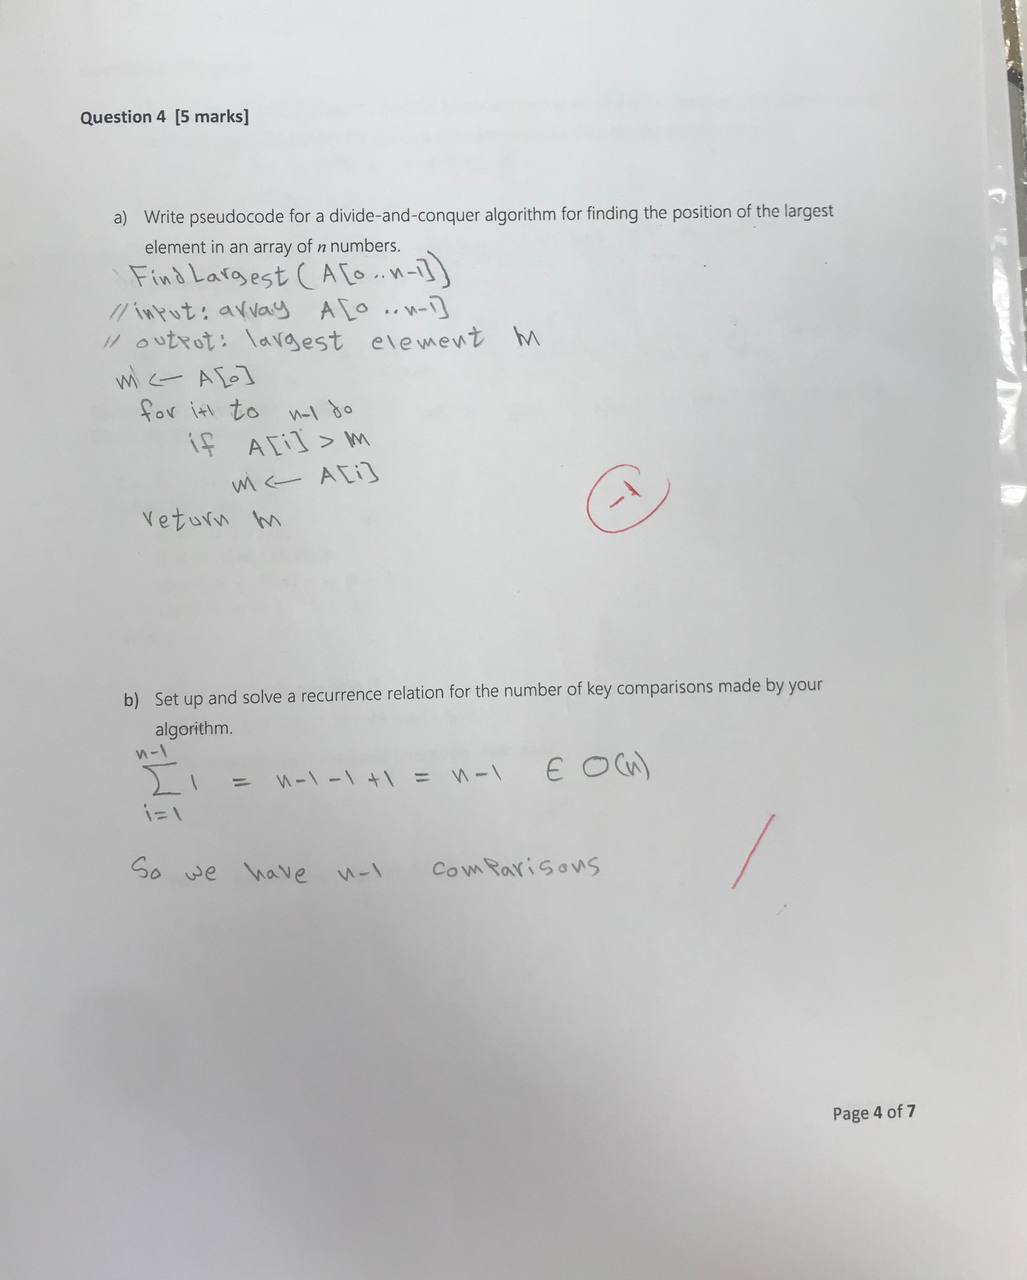 Question 4 [5 marks]
a) Write pseudocode for a divide-and-conquer algorithm for finding the position of the largest
element in an array of n numbers.
Find Largest (A[0..n-1])
// input: array A[0..n-1]
// output: largest element m
m ← A[0]
for i+1 to n-1 do
if A[i] > m
m ← A[i]
return m
-1
b) Set up and solve a recurrence relation for the number of key comparisons made by your
algorithm.
n-1
∑ 1 = n-1-1+1 = n-1 ∈ O(n)
i=1
So we have n-1 comparisons
Page 4 of 7